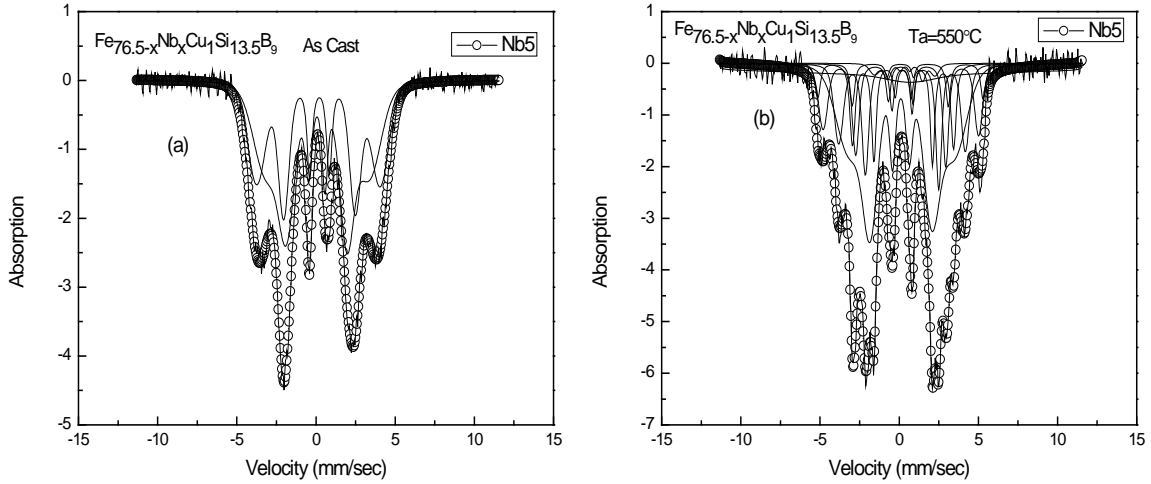 Fe76.5-xNbxCu1Si13.5B9 As Cast
Nb5
(a)
Absorption
1
0
-1
-2
-3
-4
-5
-15 -10 -5 0 5 10 15
Velocity (mm/sec)
Fe76.5-xNbxCu1Si13.5B9 Ta=550°C
Nb5
(b)
Absorption
1
0
-1
-2
-3
-4
-5
-6
-7
-15 -10 -5 0 5 10 15
Velocity (mm/sec)